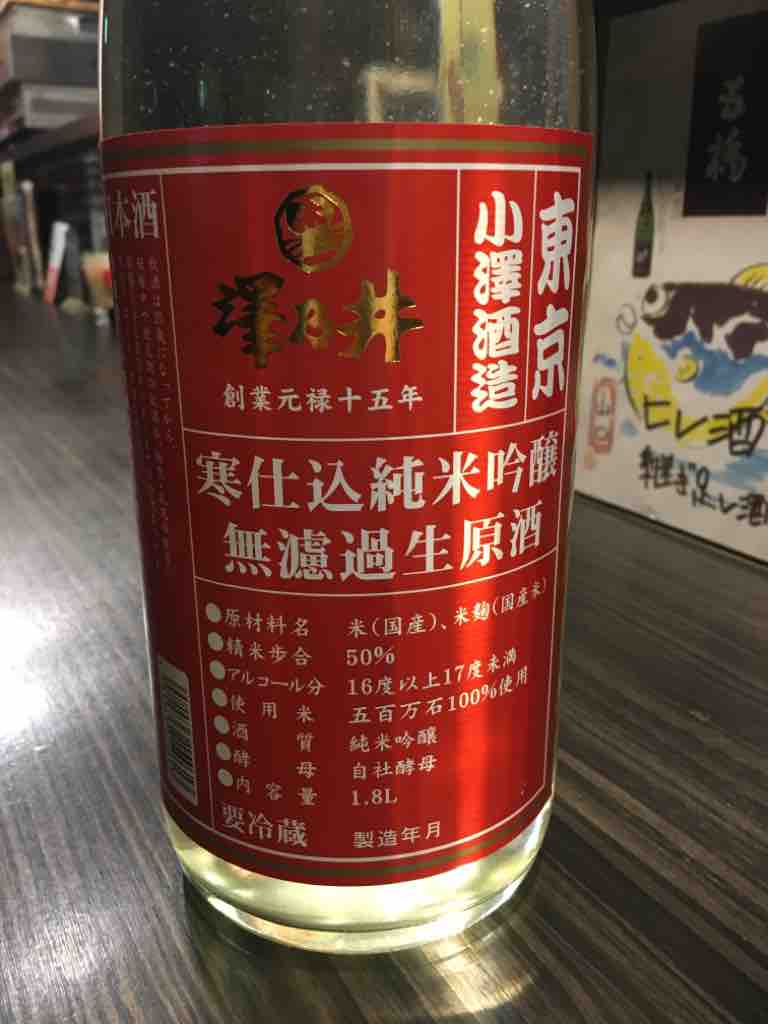 東京
小澤酒造
澤乃井
創業元禄十五年
寒仕込純米吟醸
無濾過生原酒
●原材料名 米(国産)、米麹(国産米)
●精米歩合 50%
●アルコール分 16度以上17度未満
●使用米 五百万石100%使用
●酒質 純米吟醸
●酵母 自社酵母
●内容量 1.8L
要冷蔵 製造年月
本酒
ヒレ酒
継ぎ足し酒